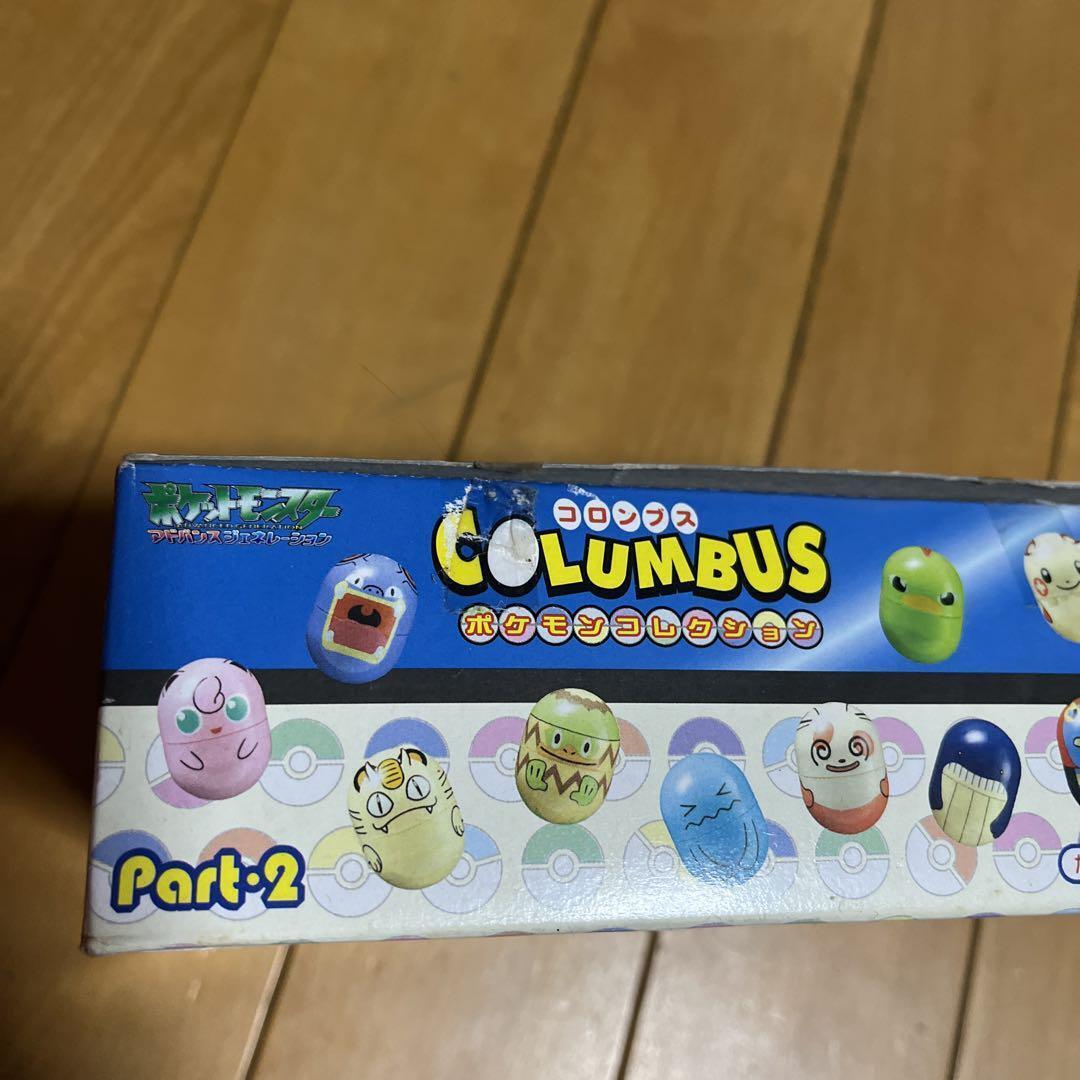 ポケットモンスター
ADVANCED GENERATION
アドバンスジェネレーション
コロンブス
COLUMBUS
ポケモンコレクション
Part・2